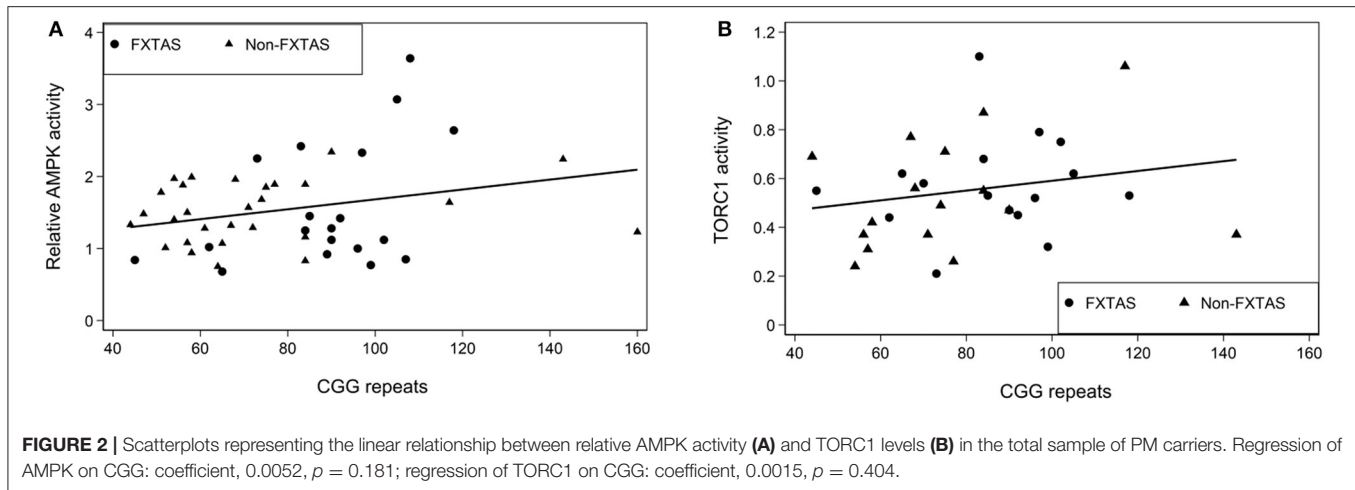 A
● FXTAS ▲ Non-FXTAS
Relative AMPK activity
4
3
2
1
0
40 60 80 100 120 140 160
CGG repeats
B
TORC1 activity
1.2
1.0
0.8
0.6
0.4
0.2
0.0
● FXTAS ▲ Non-FXTAS
40 60 80 100 120 140 160
CGG repeats
FIGURE 2 | Scatterplots representing the linear relationship between relative AMPK activity (A) and TORC1 levels (B) in the total sample of PM carriers. Regression of
AMPK on CGG: coefficient, 0.0052, p = 0.181; regression of TORC1 on CGG: coefficient, 0.0015, p = 0.404.